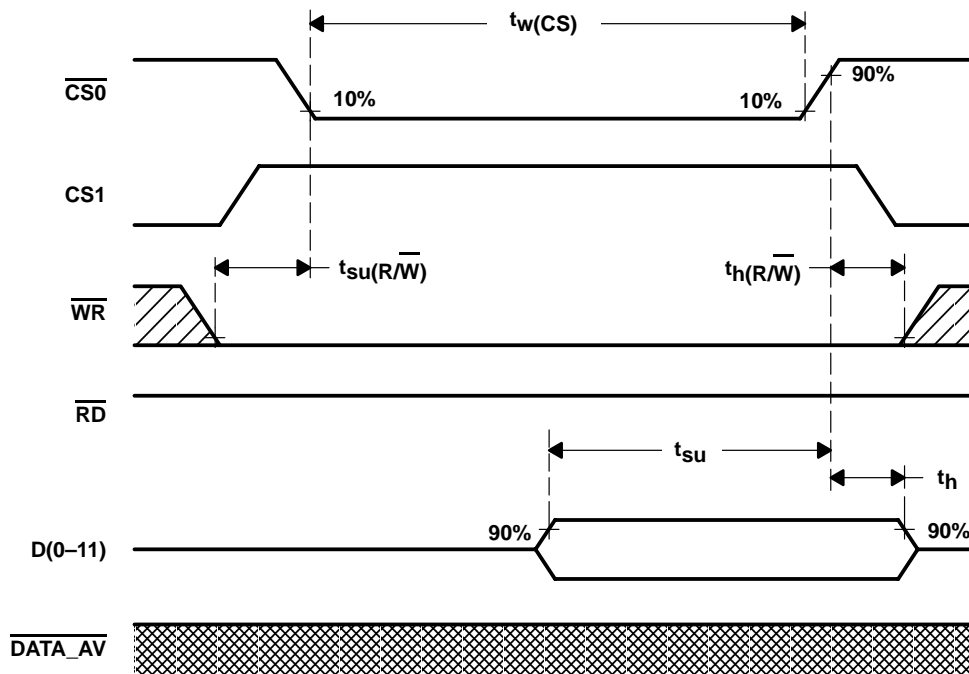 tw(CS)
CS0
10%
10%
90%
CS1
tsu(R/W)
th(R/W)
WR
RD
tsu
th
90%
90%
D(0–11)
DATA_AV